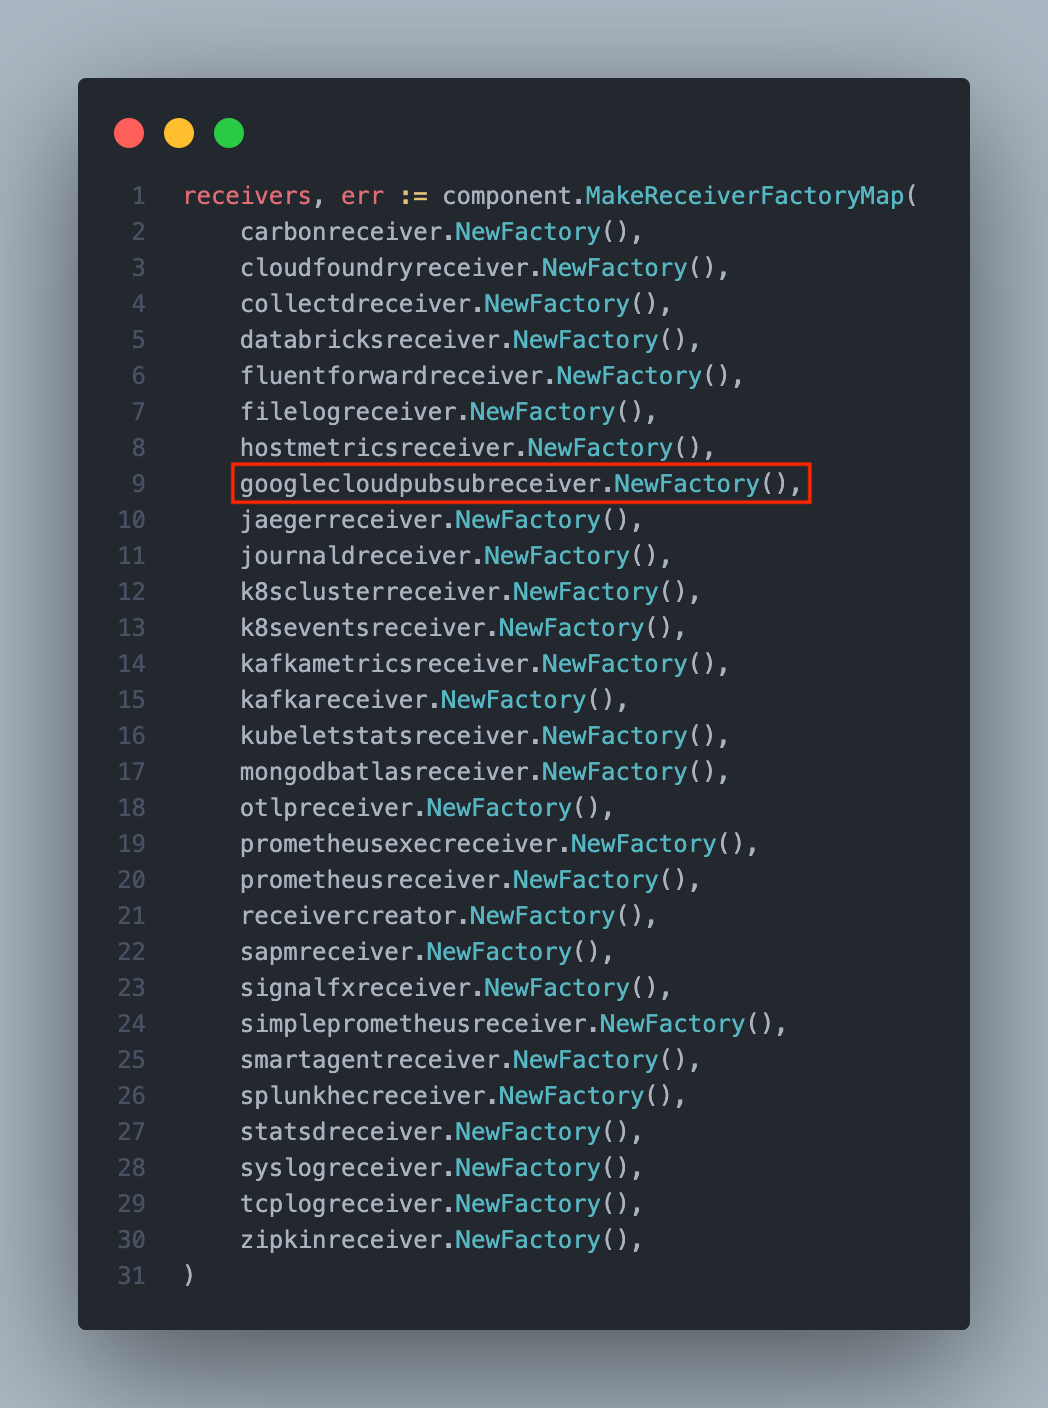 1 receivers, err := component.MakeReceiverFactoryMap(
2 carbonreceiver.NewFactory(),
3 cloudfoundryreceiver.NewFactory(),
4 collectdreceiver.NewFactory(),
5 databricksreceiver.NewFactory(),
6 fluentforwardreceiver.NewFactory(),
7 filelogreceiver.NewFactory(),
8 hostmetricsreceiver.NewFactory(),
9 googlecloudpubsubreceiver.NewFactory(),
10 jaegerreceiver.NewFactory(),
11 journaldreceiver.NewFactory(),
12 k8sclusterreceiver.NewFactory(),
13 k8seventsreceiver.NewFactory(),
14 kafkametricsreceiver.NewFactory(),
15 kafkareceiver.NewFactory(),
16 kubeletstatsreceiver.NewFactory(),
17 mongodbatlasreceiver.NewFactory(),
18 otlpreceiver.NewFactory(),
19 prometheusexecreceiver.NewFactory(),
20 prometheusreceiver.NewFactory(),
21 receivercreator.NewFactory(),
22 sapmreceiver.NewFactory(),
23 signalfxreceiver.NewFactory(),
24 simpleprometheusreceiver.NewFactory(),
25 smartagentreceiver.NewFactory(),
26 splunkhecreceiver.NewFactory(),
27 statsdreceiver.NewFactory(),
28 syslogreceiver.NewFactory(),
29 tcplogreceiver.NewFactory(),
30 zipkinreceiver.NewFactory(),
31 )